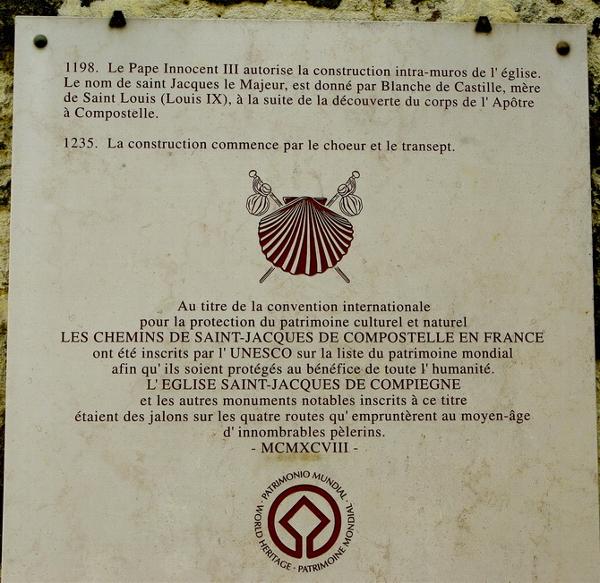 1198. Le Pape Innocent III autorise la construction intra-muros de l' église.
Le nom de saint Jacques le Majeur, est donné par Blanche de Castille, mère
de Saint Louis (Louis IX), à la suite de la découverte du corps de l' Apôtre
à Compostelle.
1235. La construction commence par le choeur et le transept.
Au titre de la convention internationale
pour la protection du patrimoine culturel et naturel
LES CHEMINS DE SAINT-JACQUES DE COMPOSTELLE EN FRANCE
ont été inscrits par l' UNESCO sur la liste du patrimoine mondial
afin qu' ils soient protégés au bénéfice de toute l' humanité.
L' EGLISE SAINT-JACQUES DE COMPIEGNE
et les autres monuments notables inscrits à ce titre
étaient des jalons sur les quatre routes qu' empruntèrent au moyen-âge
d' innombrables pèlerins.
- MCMXCVIII -
· PATRIMONIO MUNDIAL ·
WORLD HERITAGE · PATRIMOINE MONDIAL